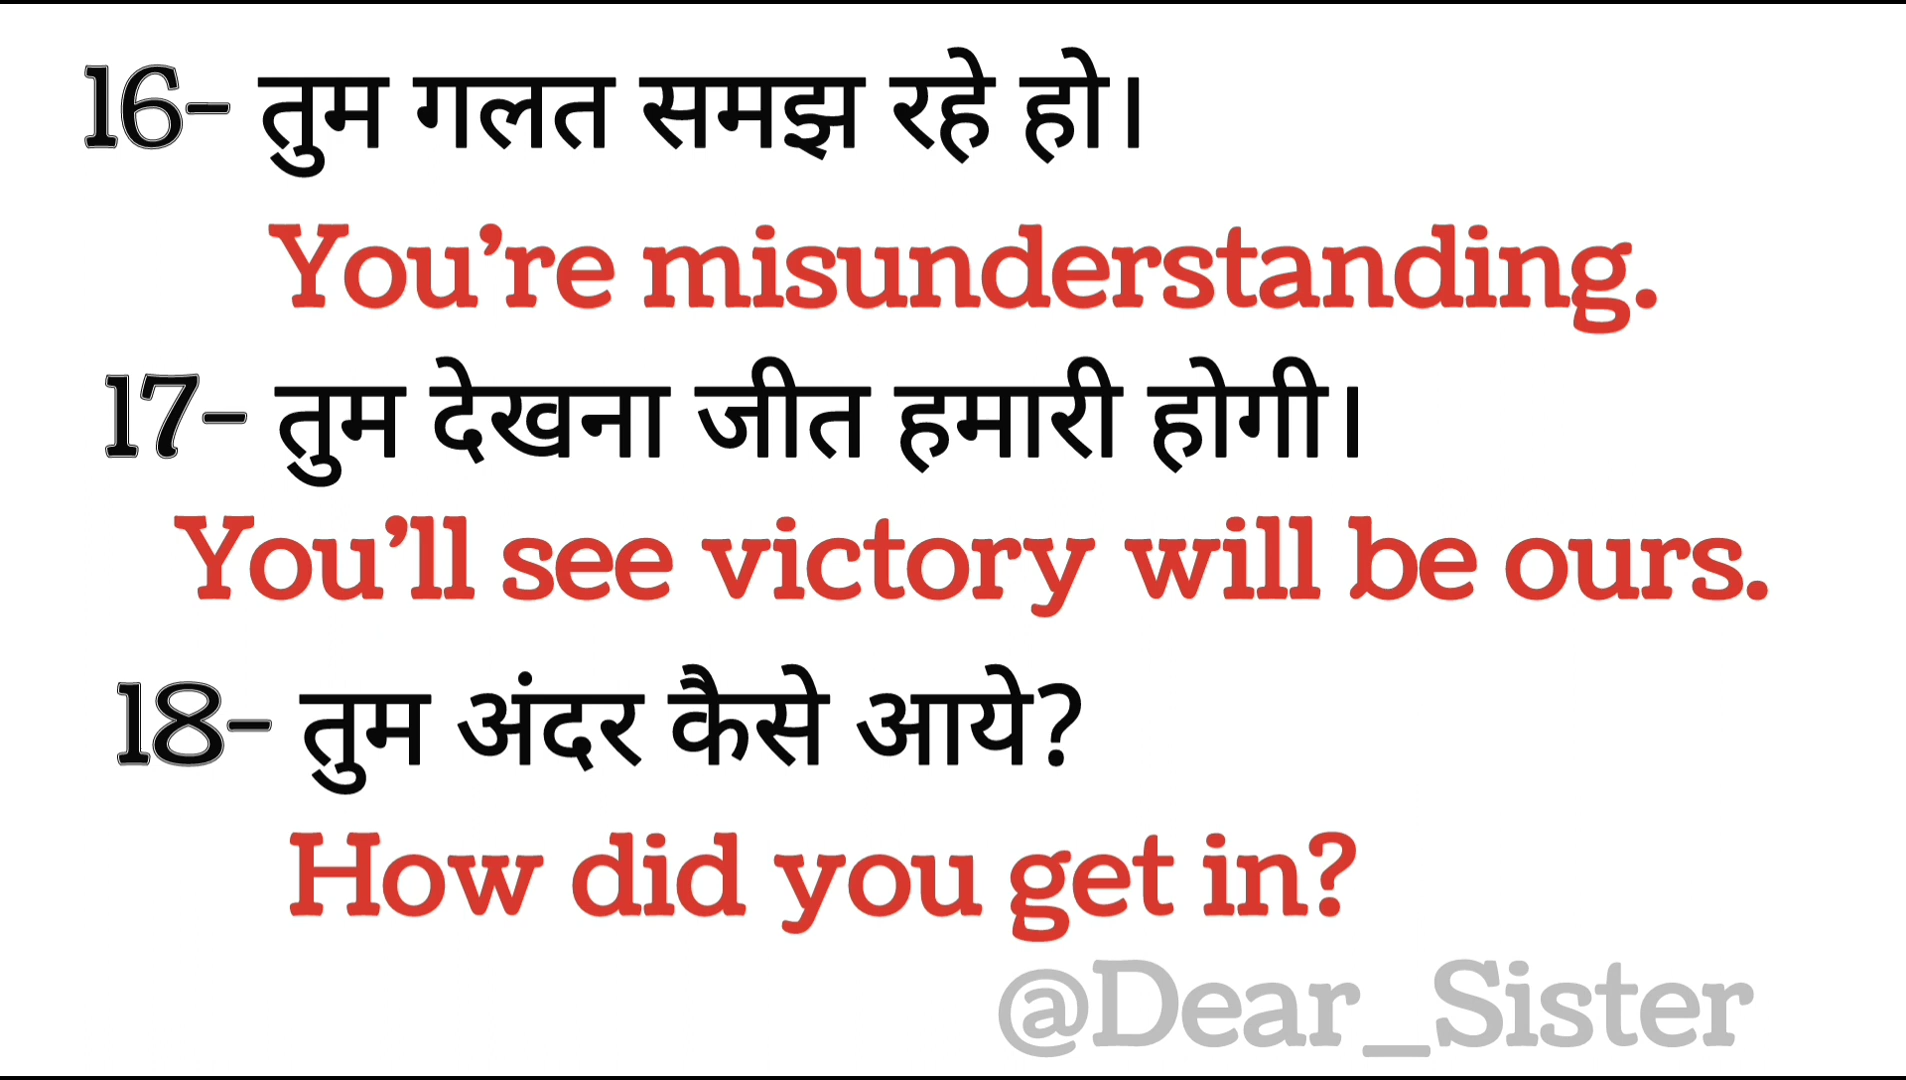 16- तुम गलत समझ रहे हो।
You’re misunderstanding.
17- तुम देखना जीत हमारी होगी।
You’ll see victory will be ours.
18- तुम अंदर कैसे आये?
How did you get in?
@Dear_Sister